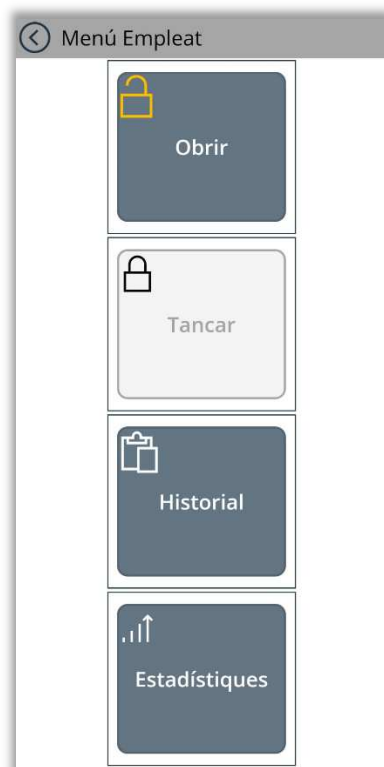 Menú Empleat
Obrir
Tancar
Historial
Estadístiques